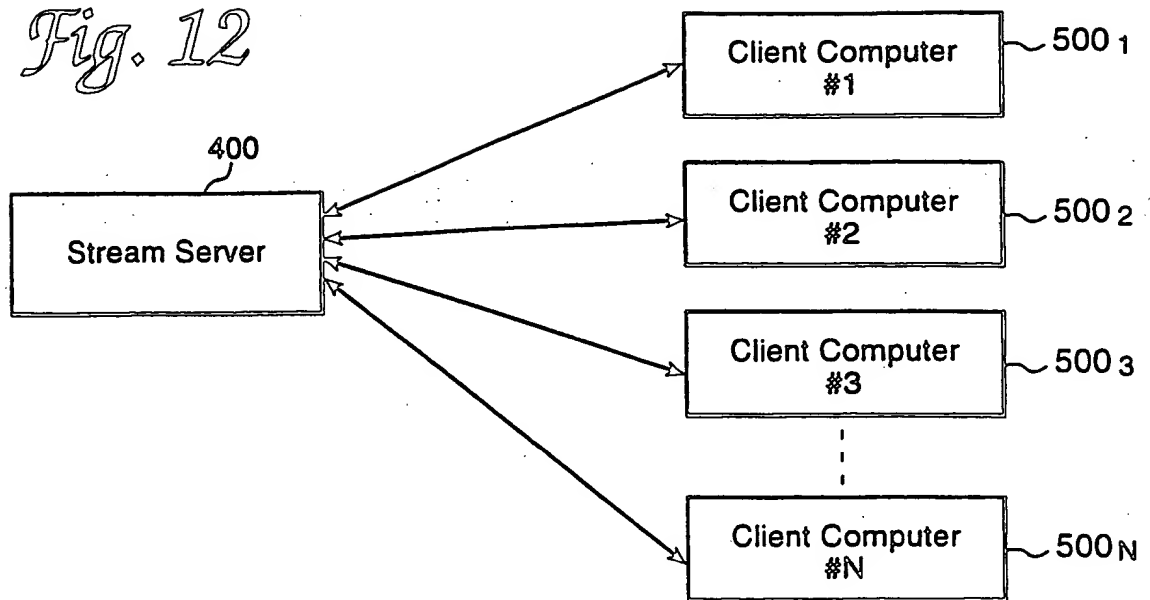 Fig. 12
Client Computer
#1
500 1
400
Stream Server
Client Computer
#2
500 2
Client Computer
#3
500 3
Client Computer
#N
500 N